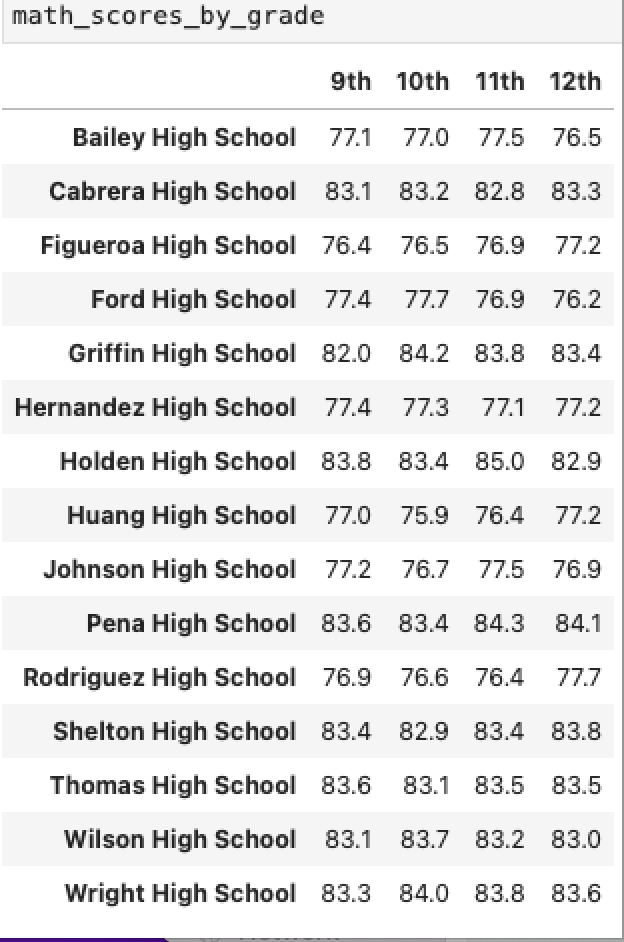 math_scores_by_grade
9th 10th 11th 12th
Bailey High School 77.1 77.0 77.5 76.5
Cabrera High School 83.1 83.2 82.8 83.3
Figueroa High School 76.4 76.5 76.9 77.2
Ford High School 77.4 77.7 76.9 76.2
Griffin High School 82.0 84.2 83.8 83.4
Hernandez High School 77.4 77.3 77.1 77.2
Holden High School 83.8 83.4 85.0 82.9
Huang High School 77.0 75.9 76.4 77.2
Johnson High School 77.2 76.7 77.5 76.9
Pena High School 83.6 83.4 84.3 84.1
Rodriguez High School 76.9 76.6 76.4 77.7
Shelton High School 83.4 82.9 83.4 83.8
Thomas High School 83.6 83.1 83.5 83.5
Wilson High School 83.1 83.7 83.2 83.0
Wright High School 83.3 84.0 83.8 83.6